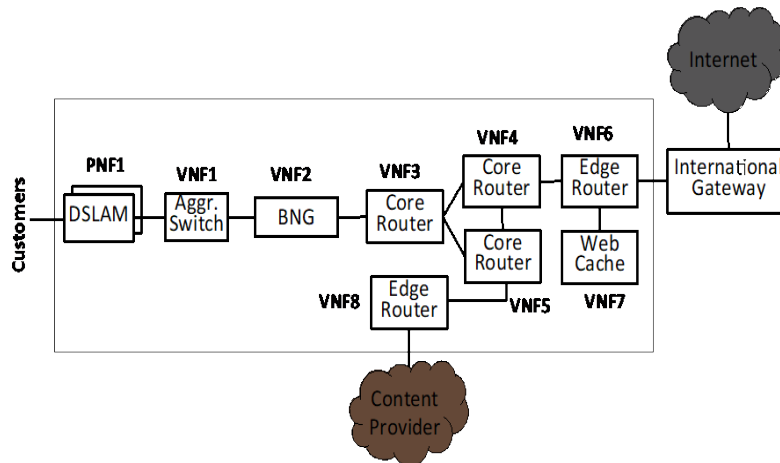 Internet
PNF1
VNF1
VNF2
VNF3
VNF4
VNF6
Customers
DSLAM
Aggr.
Switch
BNG
Core
Router
Core
Router
Edge
Router
International
Gateway
Core
Router
Web
Cache
VNF8
Edge
Router
VNF5
VNF7
Content
Provider